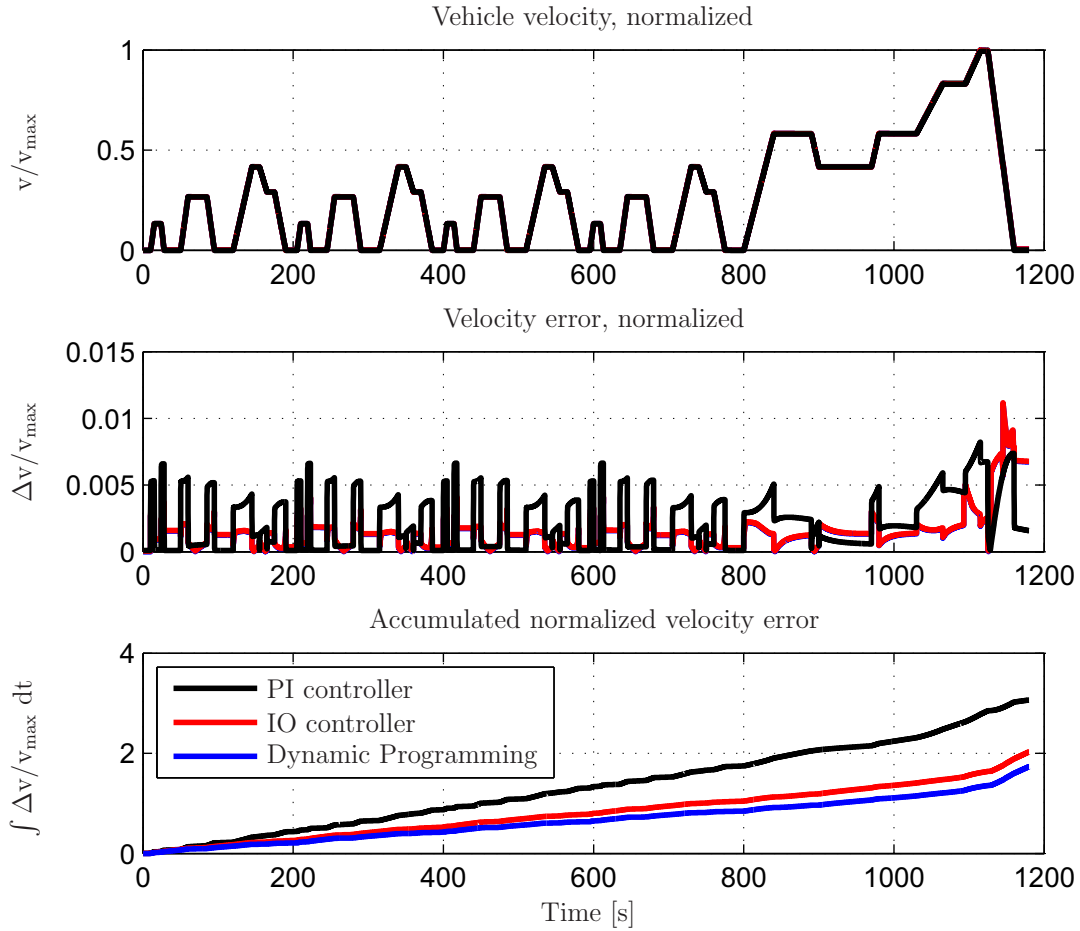 Vehicle velocity, normalized
v/vmax
1
0.5
0
0 200 400 600 800 1000 1200
Velocity error, normalized
Δv/vmax
0.015
0.01
0.005
0
0 200 400 600 800 1000 1200
Accumulated normalized velocity error
∫ Δv/vmax dt
4
2
0
PI controller
IO controller
Dynamic Programming
0 200 400 600 800 1000 1200
Time [s]